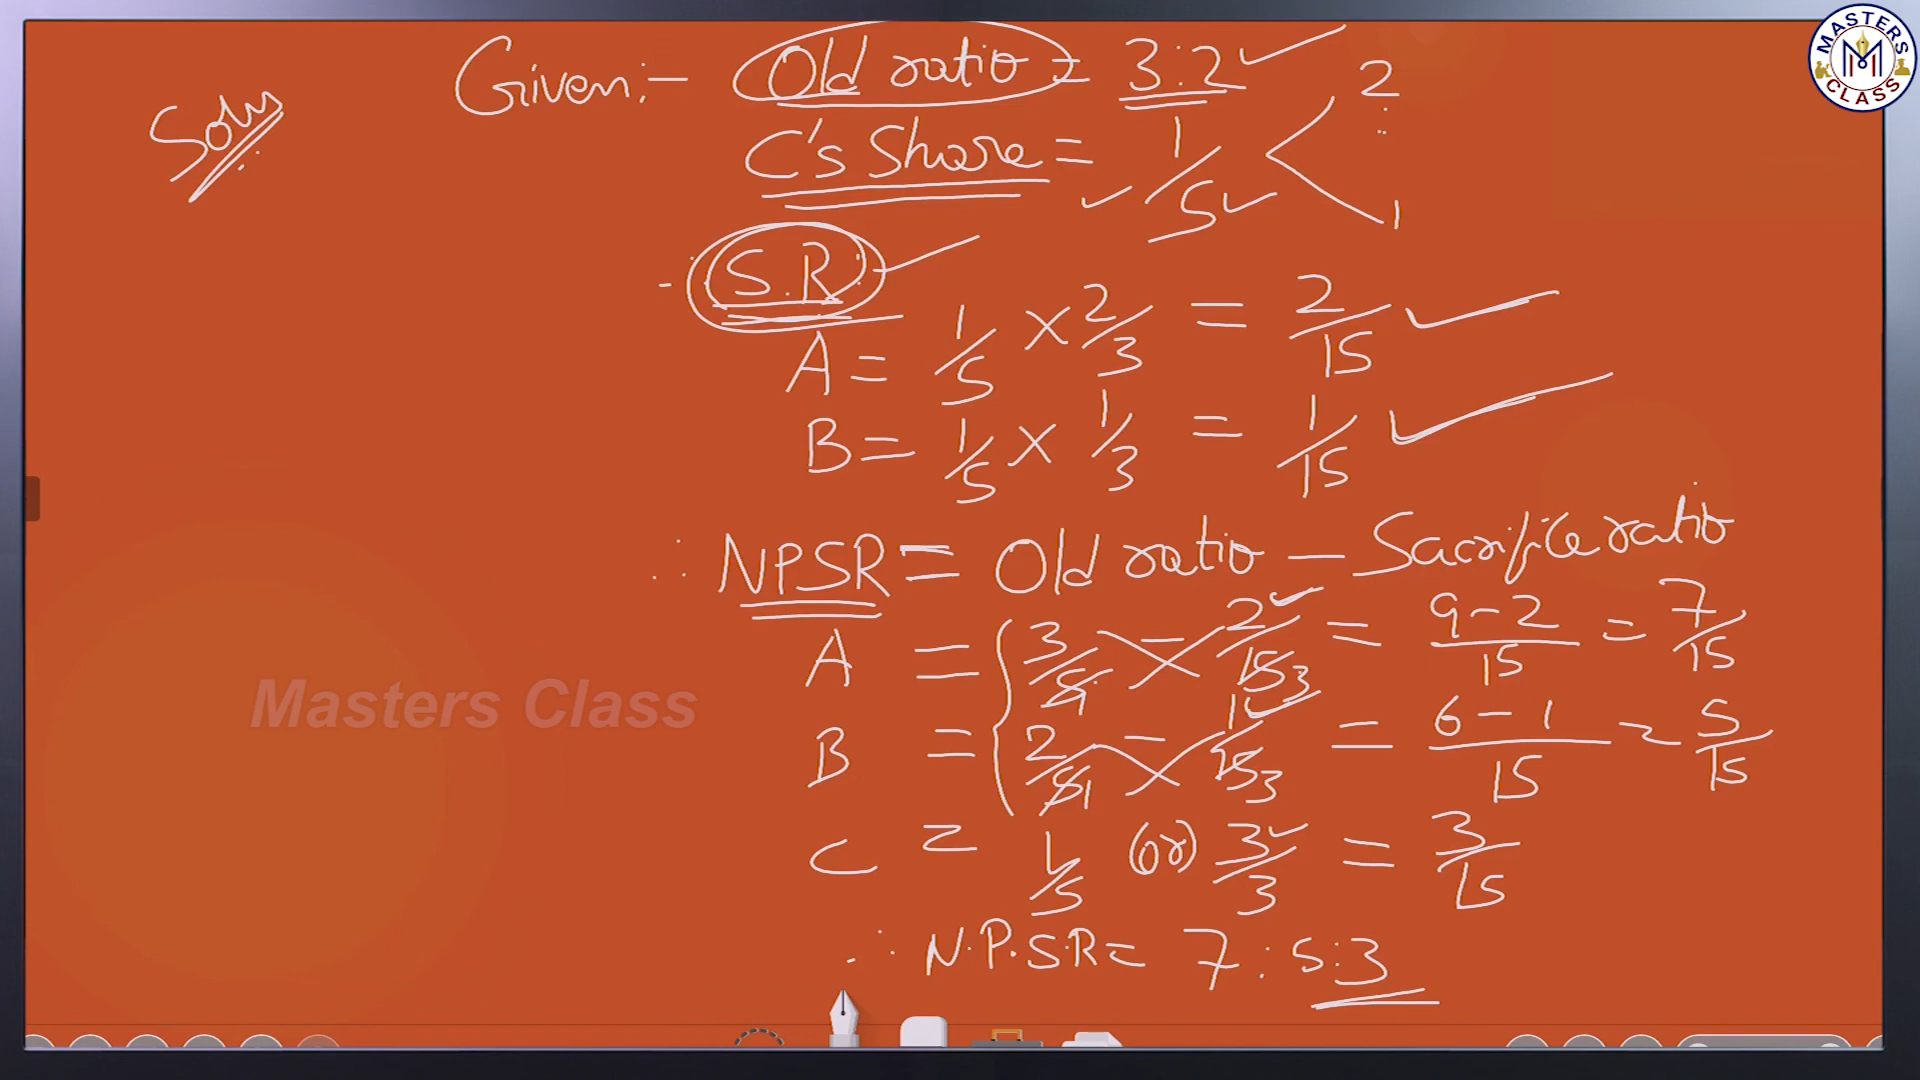 MASTERS CLASS
Soln
Given:- Old ratio = 3:2
C's Share = 1/5 < 2 : 1
S.R
A = 1/5 × 2/3 = 2/15
B = 1/5 × 1/3 = 1/15
∴ NPSR = Old ratio - Sacrifice ratio
A = 3/5 - 2/15 = 9-2/15 = 7/15
B = 2/5 - 1/15 = 6-1/15 = 5/15
C = 1/5 (or) 3/3 = 3/15
∴ N.P.S.R = 7:5:3
Masters Class